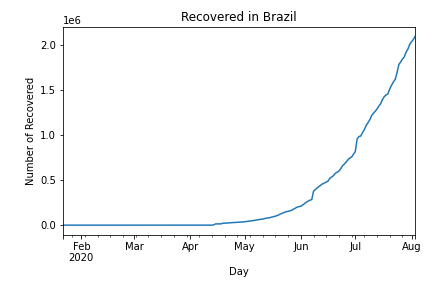 Recovered in Brazil
1e6
Number of Recovered
2.0
1.5
1.0
0.5
0.0
Feb Mar Apr May Jun Jul Aug
2020
Day